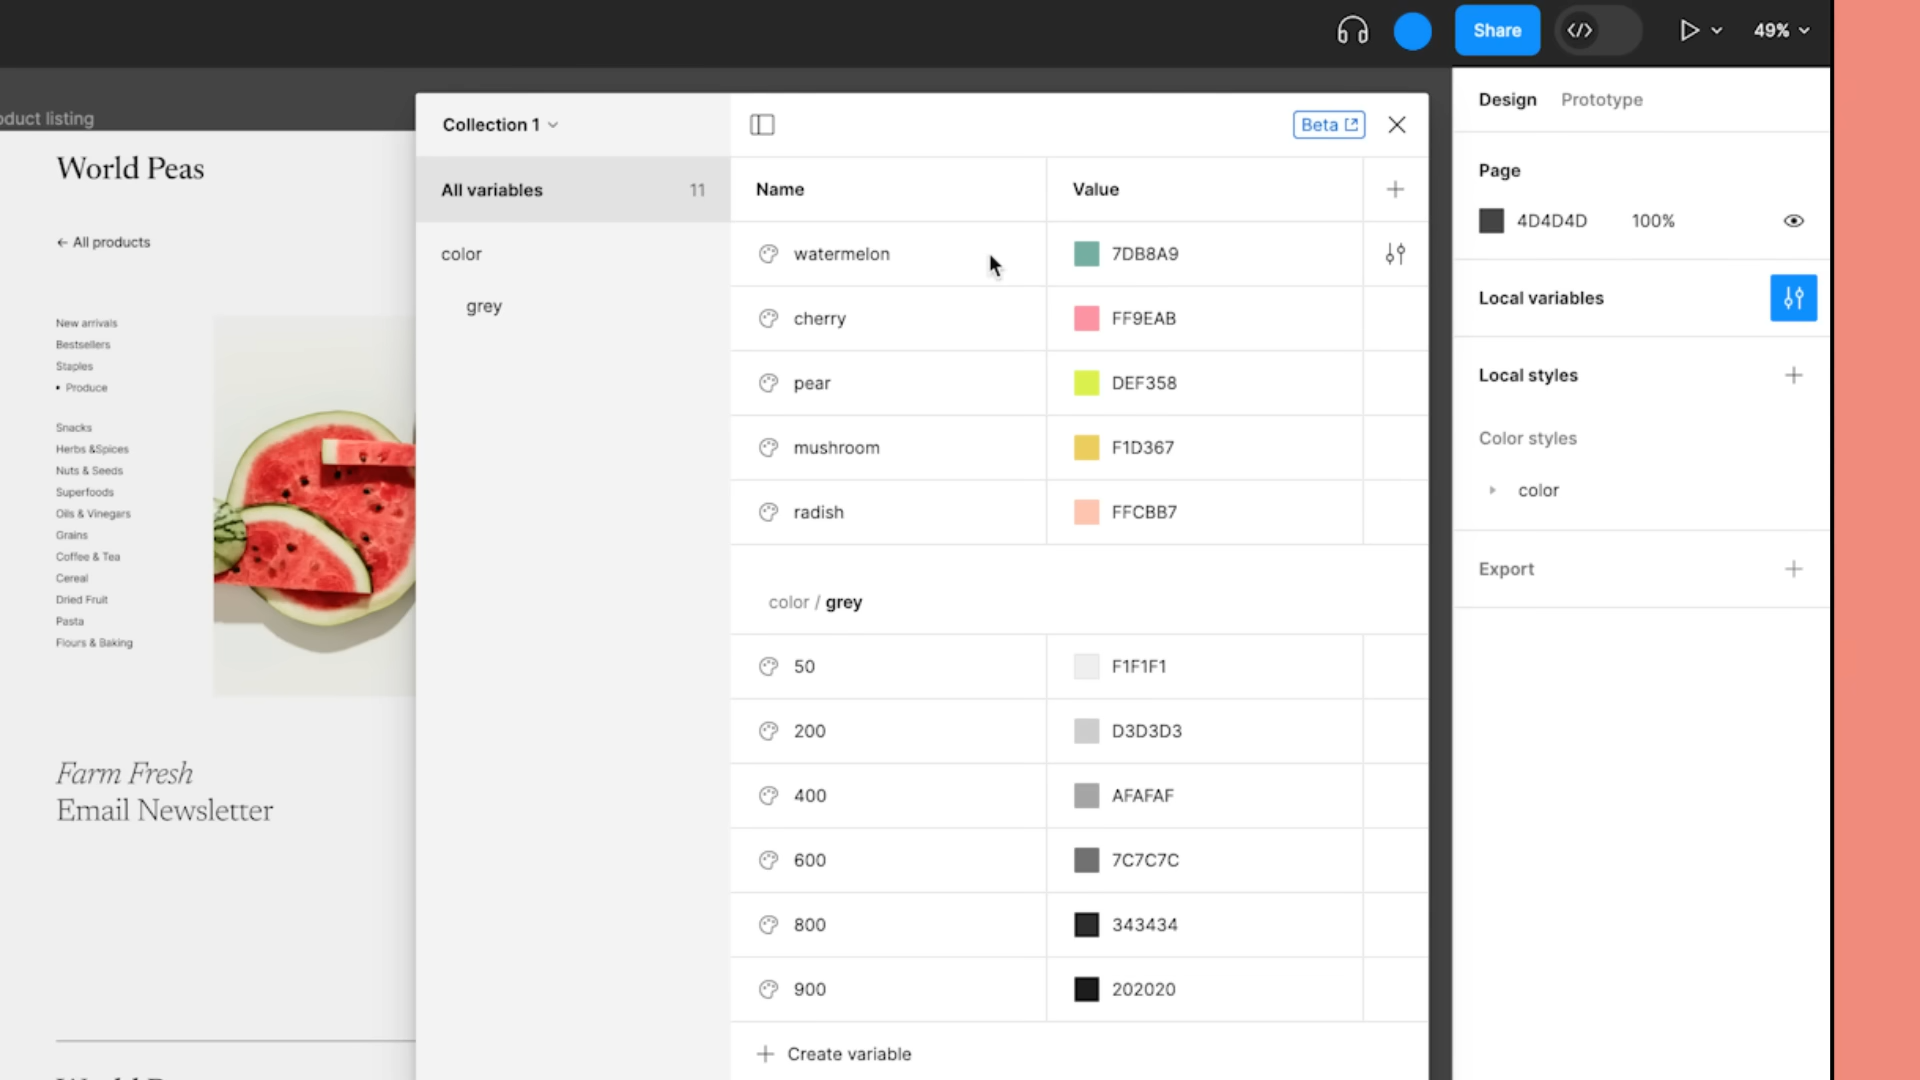 Share
49%
oduct listing
World Peas
← All products
New arrivals
Bestsellers
Staples
• Produce
Snacks
Herbs &Spices
Nuts & Seeds
Superfoods
Oils & Vinegars
Grains
Coffee & Tea
Cereal
Dried Fruit
Pasta
Flours & Baking
Farm Fresh
Email Newsletter
Collection 1
All variables 11
color
grey
Beta
Name Value
watermelon 7DB8A9
cherry FF9EAB
pear DEF358
mushroom F1D367
radish FFCBB7
color / grey
50 F1F1F1
200 D3D3D3
400 AFAFAF
600 7C7C7C
800 343434
900 202020
Create variable
Design Prototype
Page
4D4D4D 100%
Local variables
Local styles
Color styles
color
Export